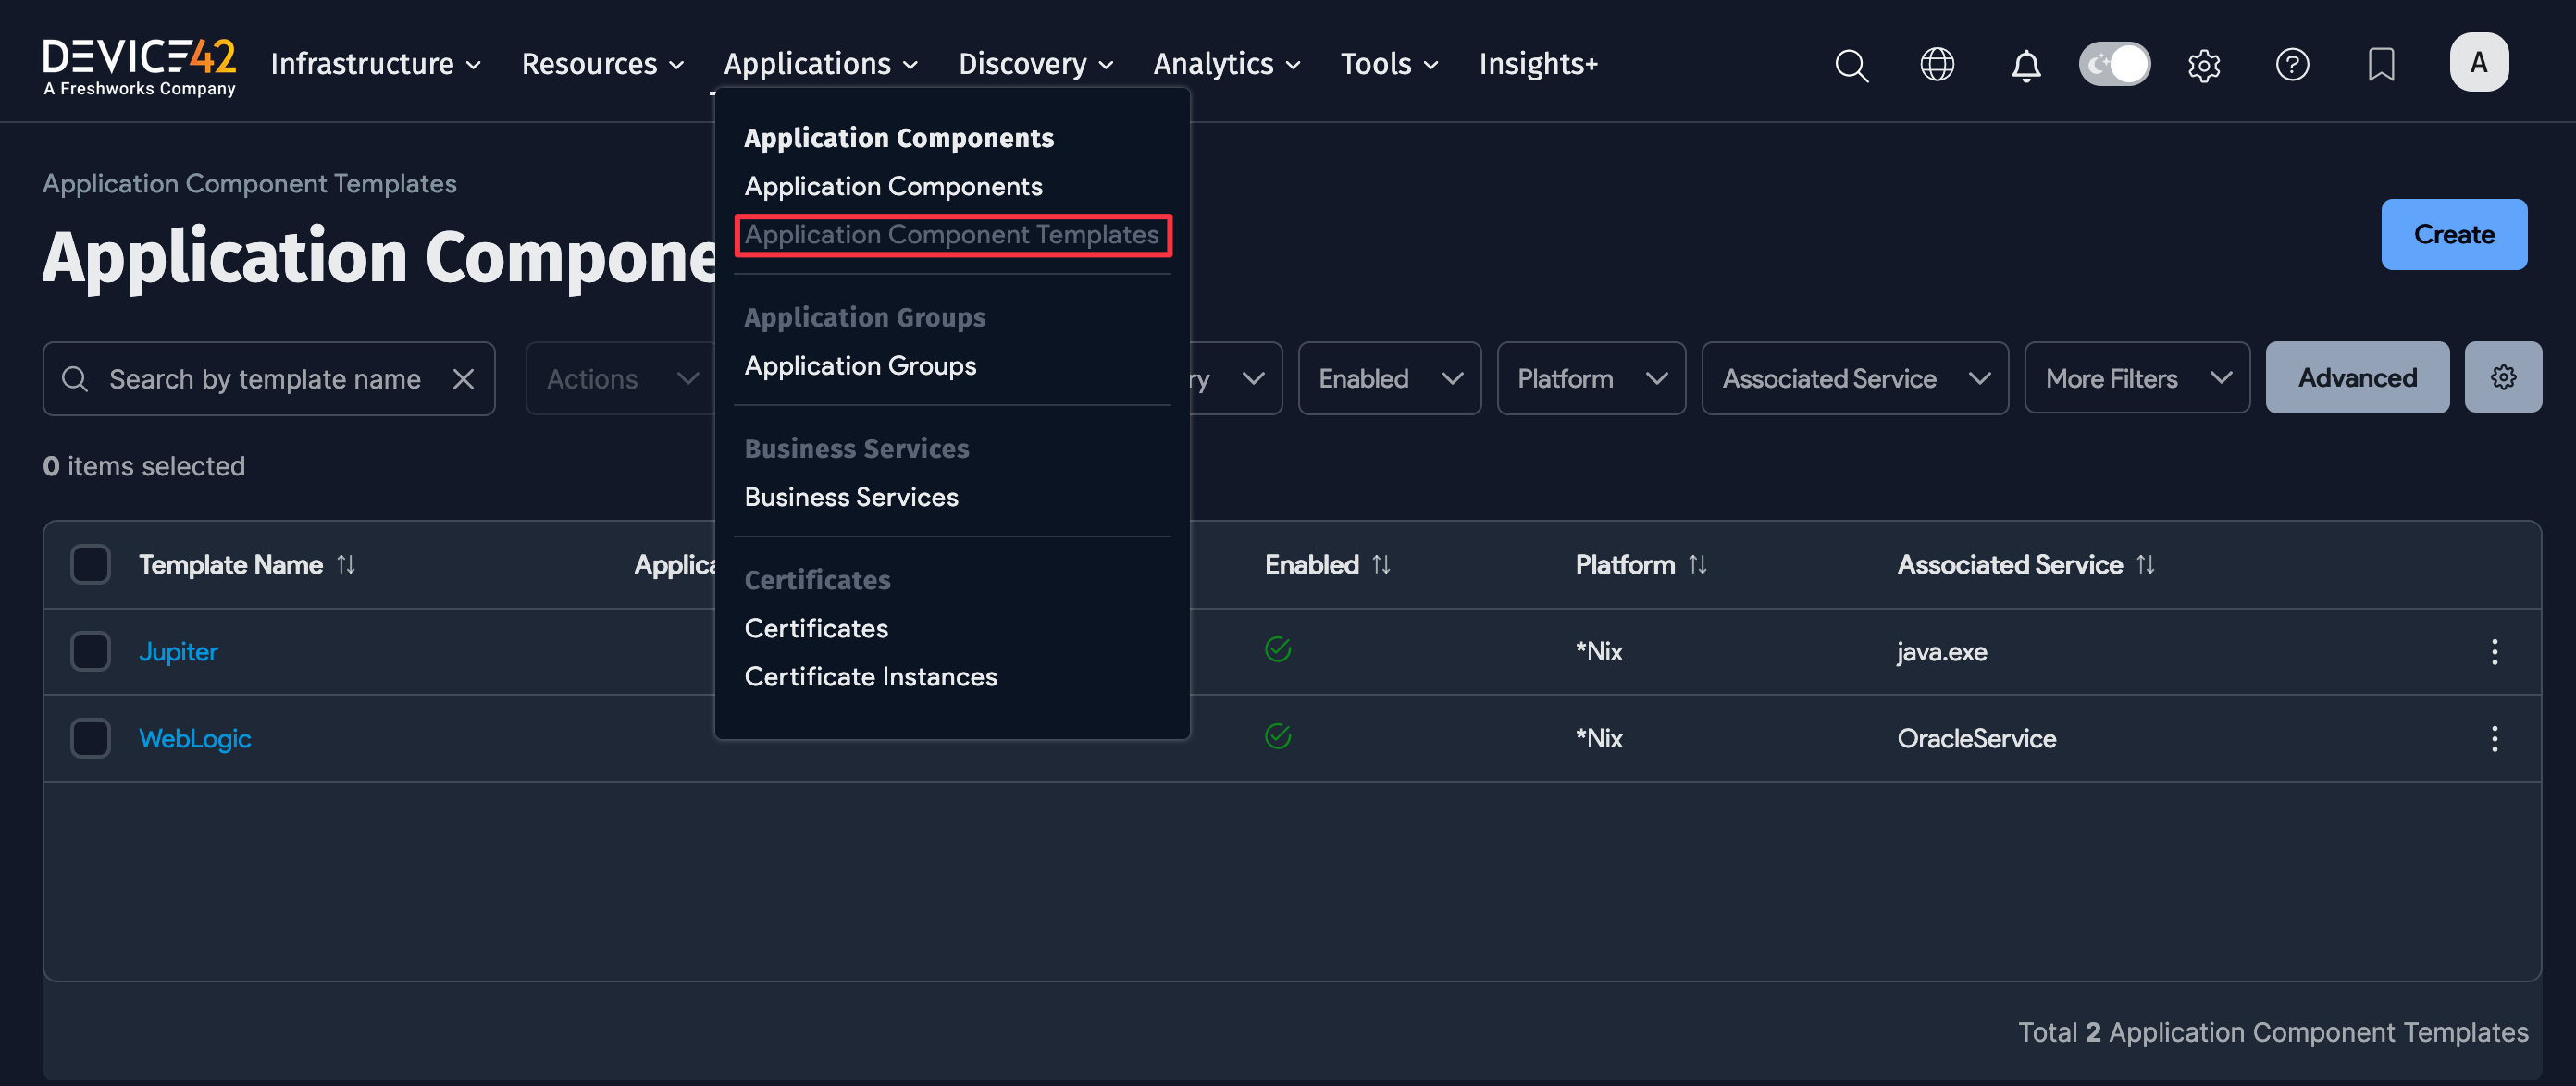 DEVICE42
A Freshworks Company
Infrastructure Resources Applications Discovery Analytics Tools Insights+
A
Application Components
Application Components
Application Component Templates
Application Groups
Application Groups
Business Services
Business Services
Certificates
Certificates
Certificate Instances
Application Component Templates
Application Compone
Create
Search by template name
Actions
ry
Enabled
Platform
Associated Service
More Filters
Advanced
0 items selected
Template Name Applica Enabled Platform Associated Service
Jupiter *Nix java.exe
WebLogic *Nix OracleService
Total 2 Application Component Templates